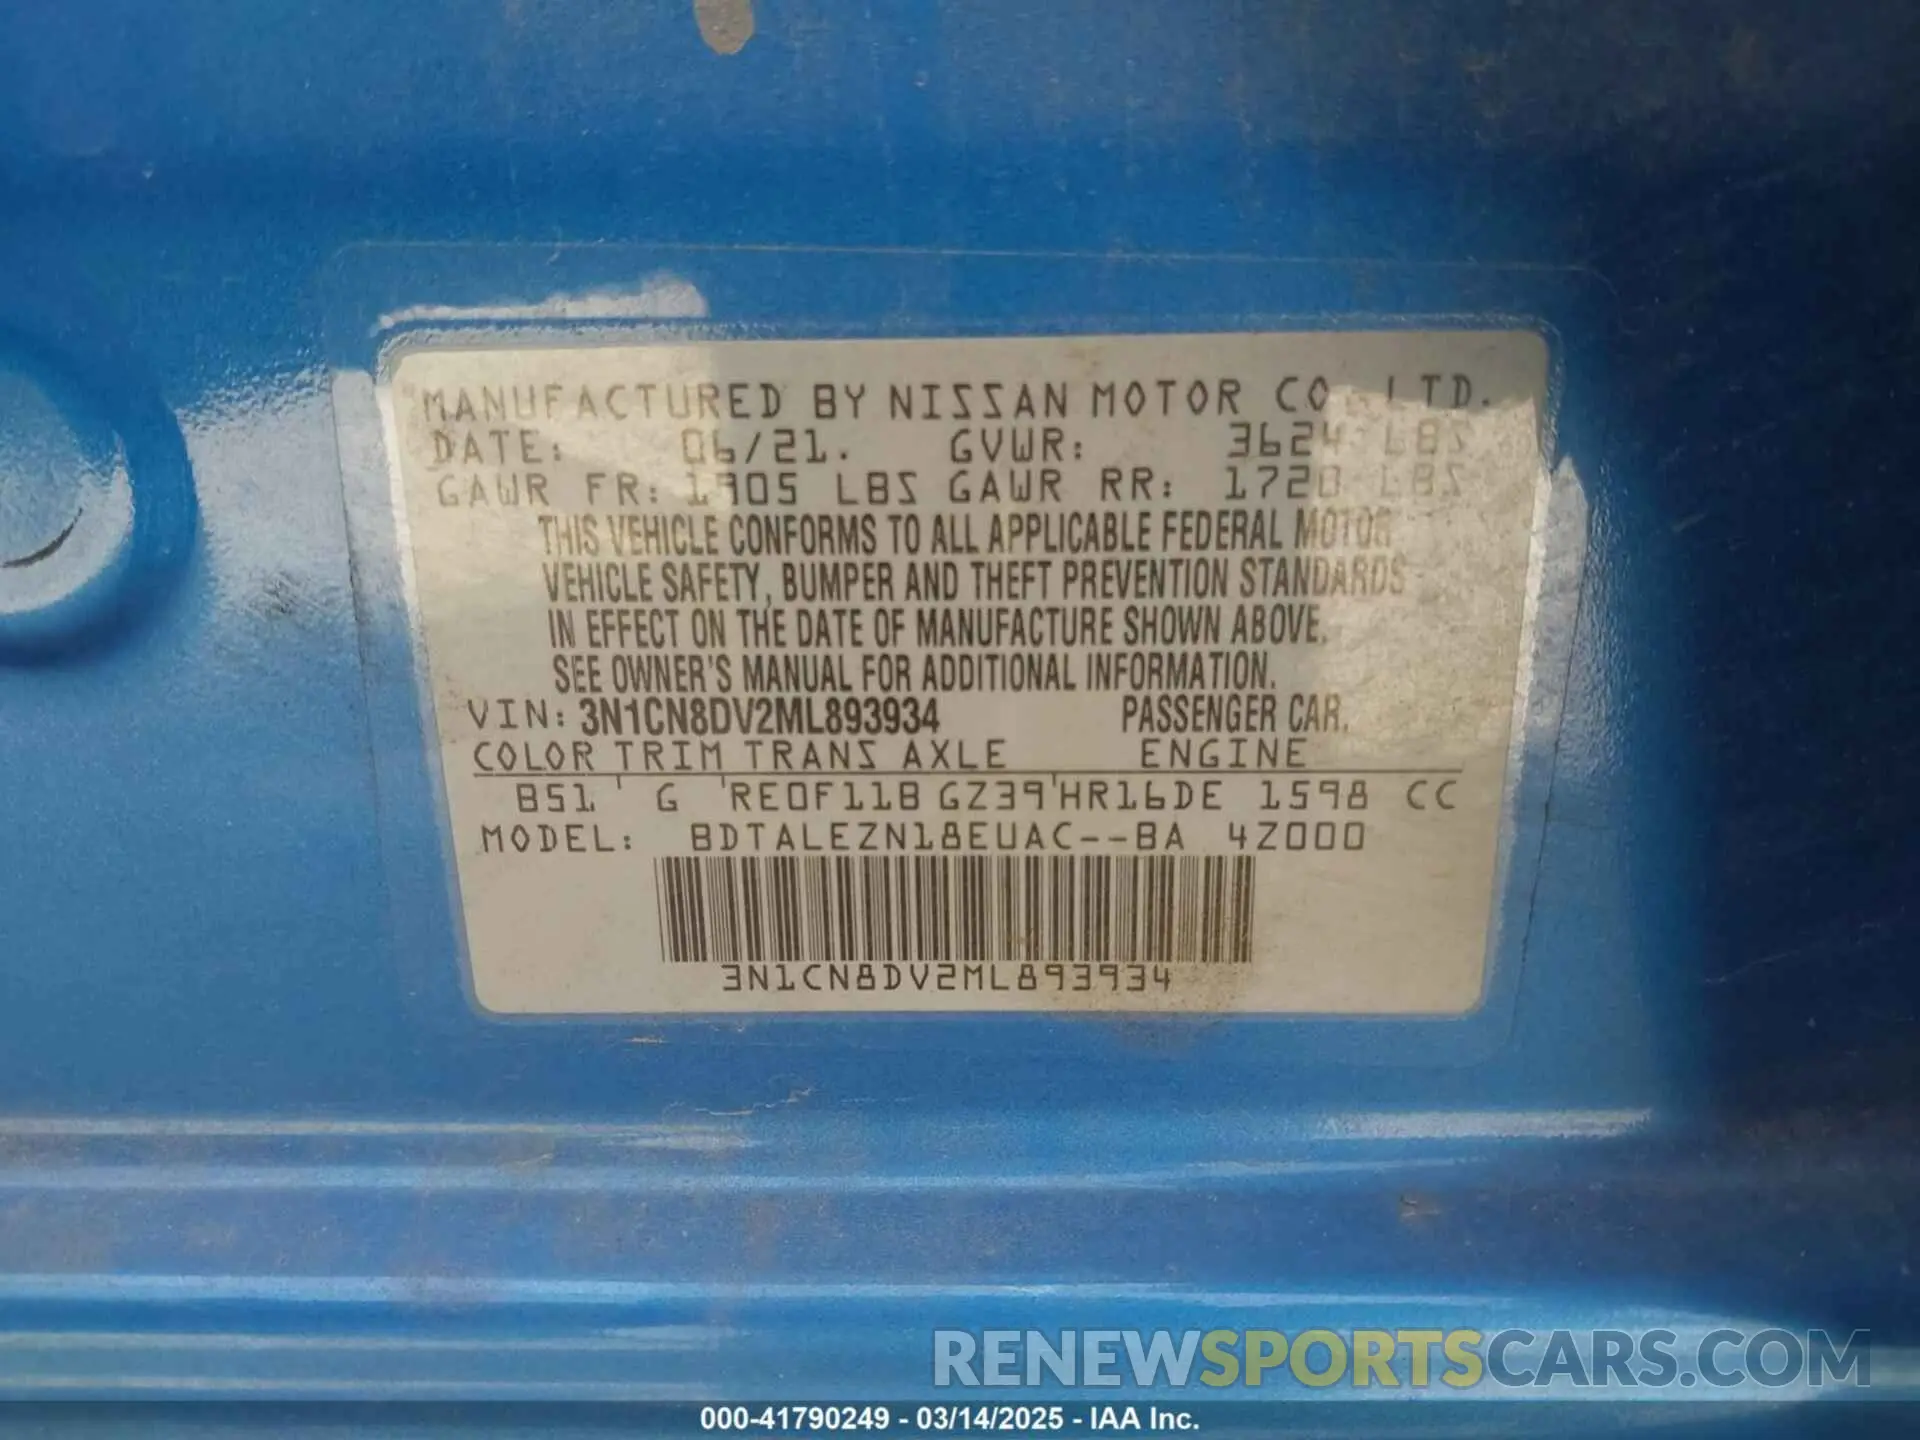 MANUFACTURED BY NISSAN MOTOR CO.,LTD.
DATE: 06/21. GVWR: 3624 LBS
GAWR FR: 1905 LBS GAWR RR: 1720 LBS
THIS VEHICLE CONFORMS TO ALL APPLICABLE FEDERAL MOTOR
VEHICLE SAFETY, BUMPER AND THEFT PREVENTION STANDARDS
IN EFFECT ON THE DATE OF MANUFACTURE SHOWN ABOVE.
SEE OWNER'S MANUAL FOR ADDITIONAL INFORMATION.
VIN: 3N1CN8DV2ML893934 PASSENGER CAR.
COLOR TRIM TRANS AXLE ENGINE
B51 G RE0F11B GZ39 HR16DE 1598 CC
MODEL: BDTALEZN18EUAC--BA 4Z000
3N1CN8DV2ML893934
RENEWSPORTSCARS.COM
000-41790249 - 03/14/2025 - IAA Inc.